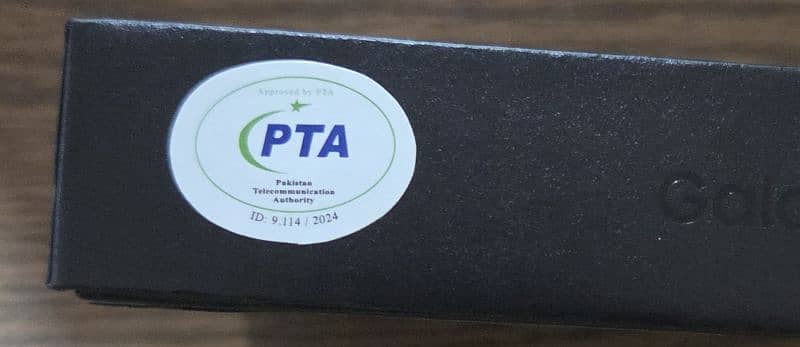 Approved by PTA
PTA
Pakistan
Telecommunication
Authority
ID: 9.114 / 2024